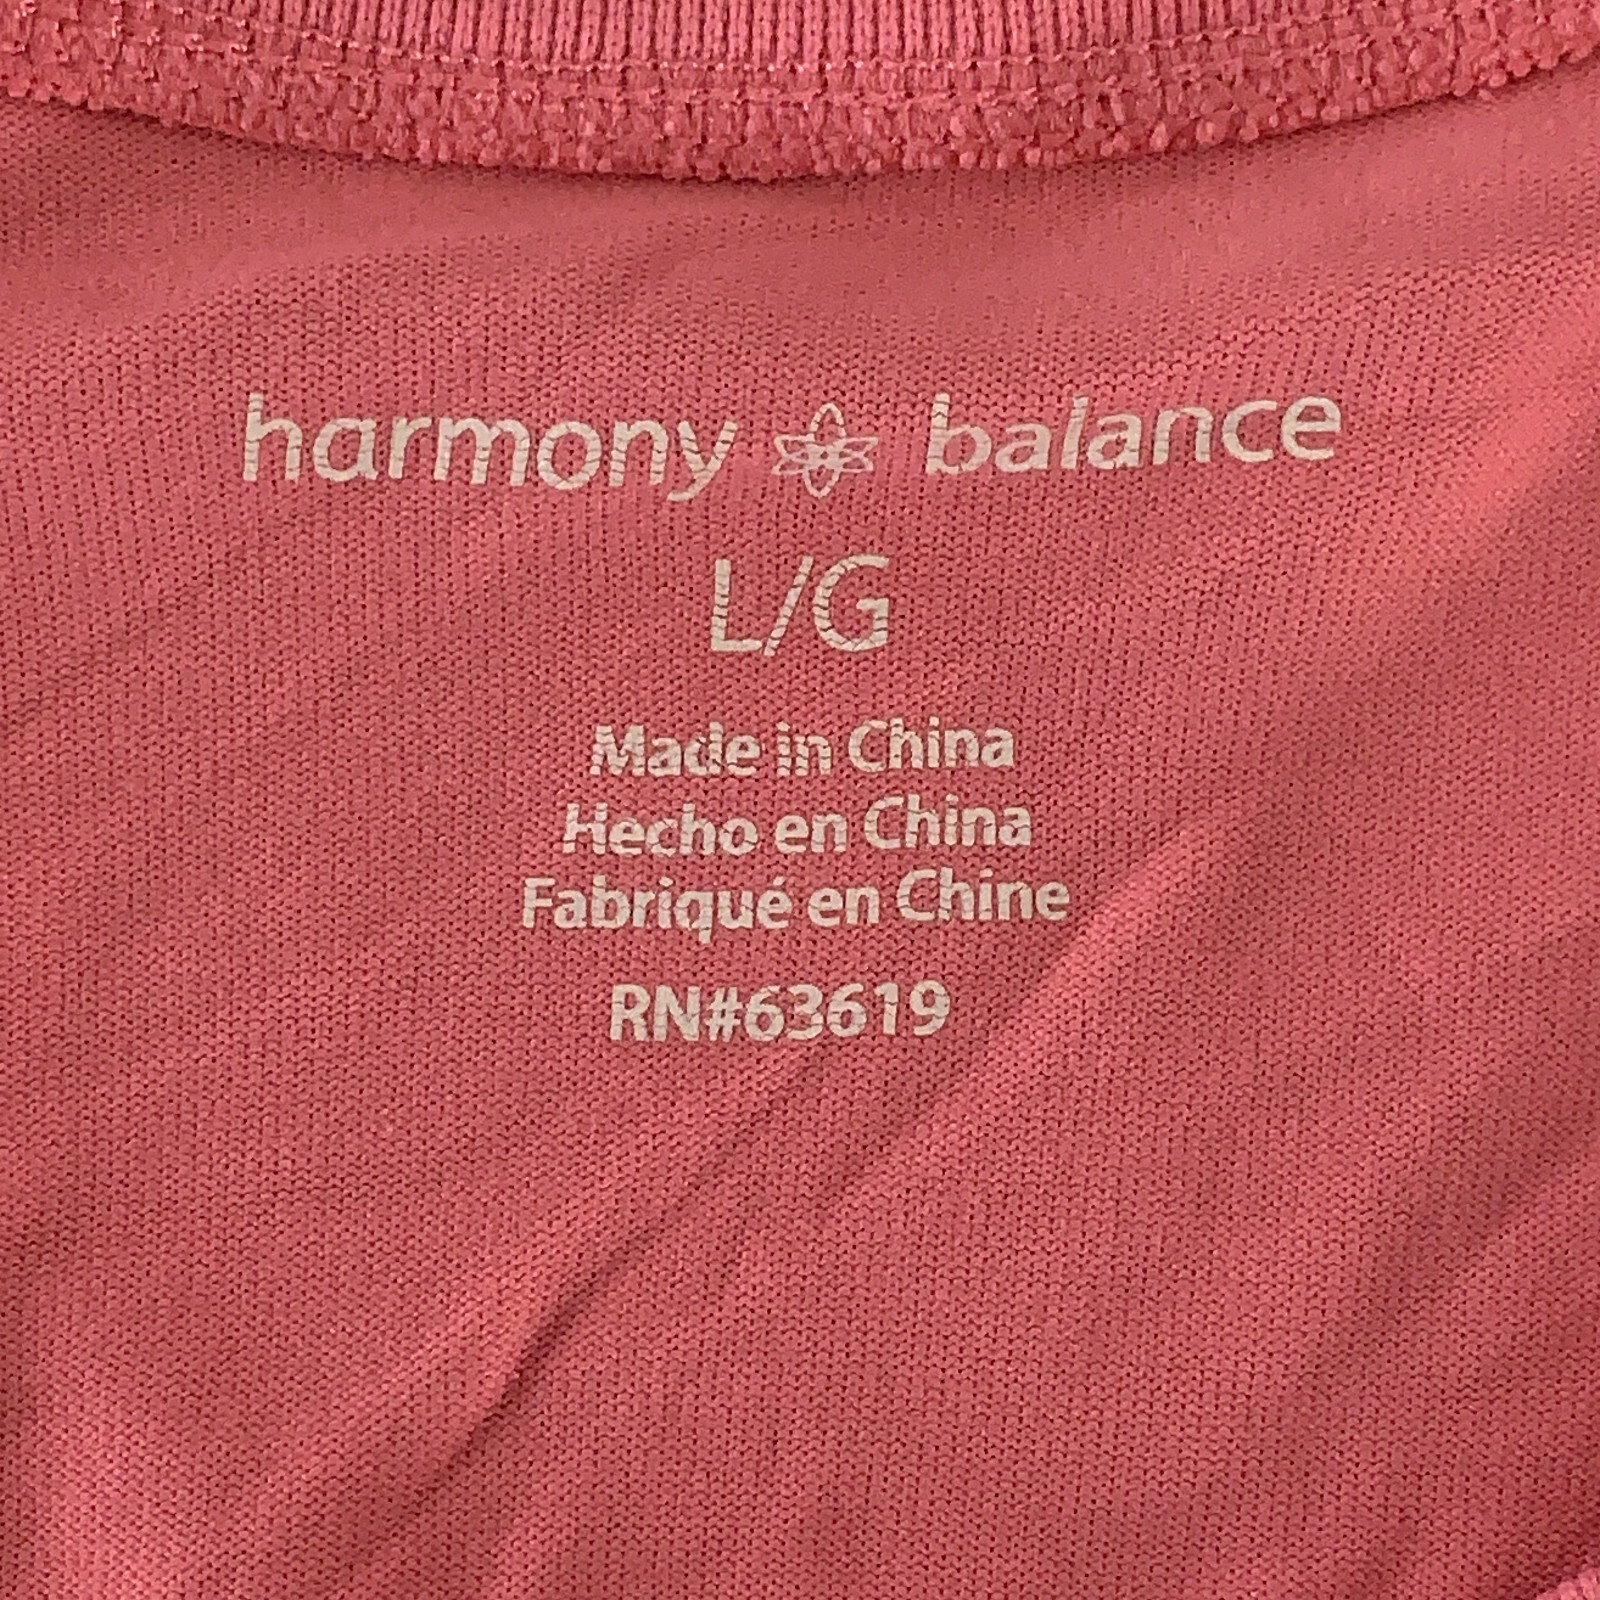 harmony balance
L/G
Made in China
Hecho en China
Fabriqué en Chine
RN#63619